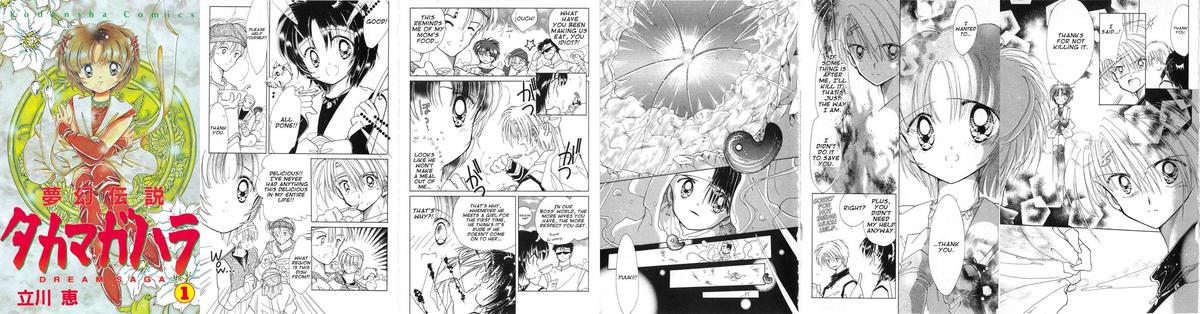 Kodansha Comics
夢幻伝説
タカマガハラ
DREAM SAGA
立川 恵
1
GOOD!
PLEASE
HELP
YOURSELF!
ALL
DONE!!
THANK
YOU.
DELICIOUS!!
I'VE NEVER
HAD ANYTHING
THIS DELICIOUS
IN MY ENTIRE
LIFE!!
WOW..
WHAT
REGION IS
THIS DISH
FROM?!
WHAT HAVE
YOU BEEN
MAKING US
EAT, YOU
IDIOT?!
OUCH!
THIS
REMINDS
ME OF MY
MOM'S
FOOD...
LOOKS
LIKE HE
WON'T
MAKE A
MEAL OUT
OF ME...
IN OUR
BOSS' WORLD, THE
MORE WIVES YOU
HAVE, THE MORE
RESPECT YOU GET.
THAT'S WHY,
WHENEVER HE
MEETS A GIRL FOR
THE FIRST TIME,
HE THINKS IT'S
RUDE IF HE
DOESN'T COME
ON TO HER...
THAT'S
WHY?!
YUUKI!!
THING
IS AFTER
ME, I'LL
KILL IT.
THAT'S
JUST
THE WAY
I AM.
DIDN'T
DO IT
TO SAVE
YOU.
PLUS,
YOU DIDN'T
NEED
MY HELP
ANYWAY.
RIGHT?
I
WANTED
TO...
...THANK
YOU.
THANK
YOU.
I
SAID...!
THANKS
FOR NOT
KILLING IT.